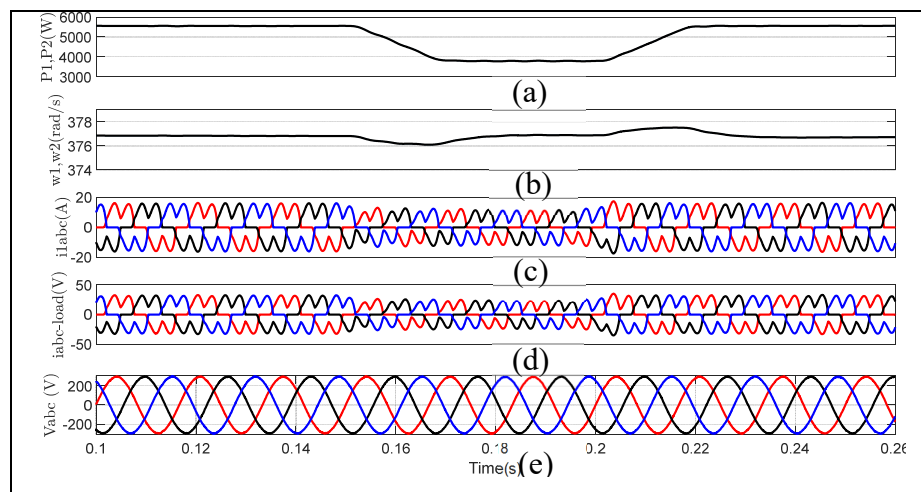 P1,P2(W)
6000
5000
4000
3000
(a)
w1,w2(rad/s)
378
376
374
(b)
i1abc(A)
20
0
-20
(c)
iabc-load(V)
50
0
-50
(d)
Vabc (V)
200
0
-200
0.1 0.12 0.14 0.16 0.18 0.2 0.22 0.24 0.26
Time(s)
(e)